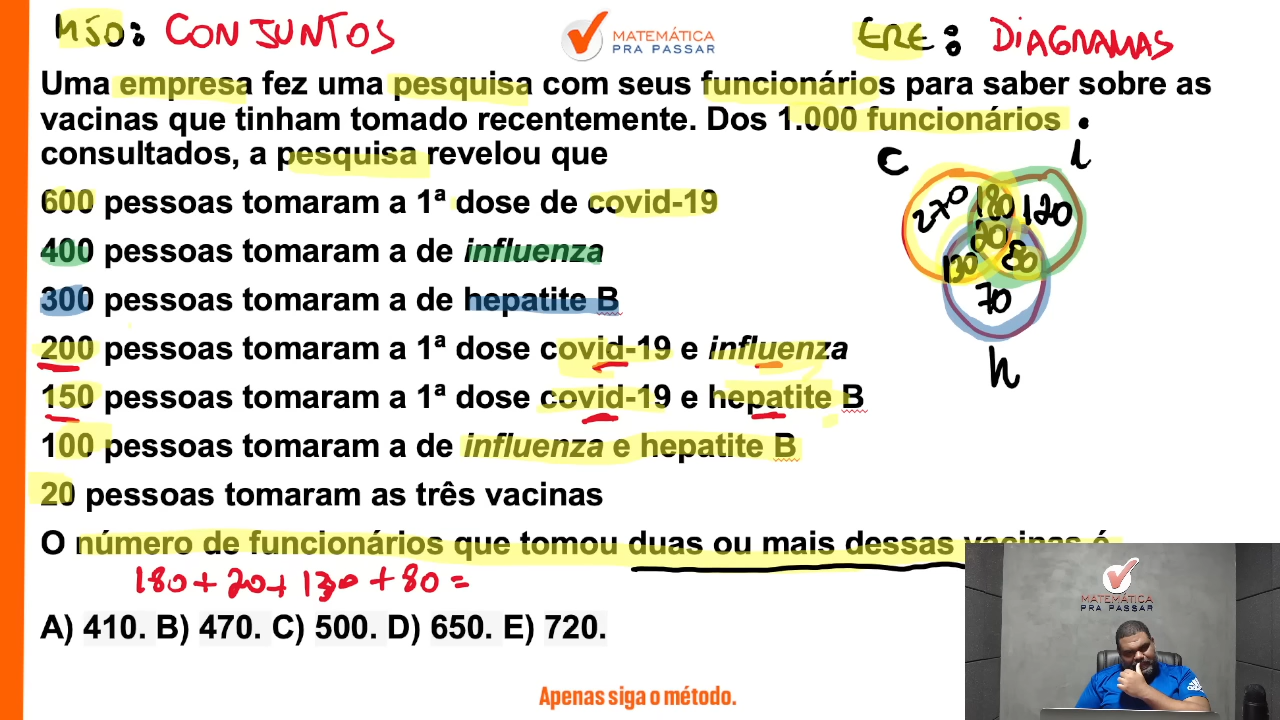 MJO: CONJUNTOS
MATEMÁTICA
PRA PASSAR
ERE: DIAGRAMAS
Uma empresa fez uma pesquisa com seus funcionários para saber sobre as
vacinas que tinham tomado recentemente. Dos 1.000 funcionários
consultados, a pesquisa revelou que
600 pessoas tomaram a 1ª dose de covid-19
400 pessoas tomaram a de influenza
300 pessoas tomaram a de hepatite B
200 pessoas tomaram a 1ª dose covid-19 e influenza
150 pessoas tomaram a 1ª dose covid-19 e hepatite B
100 pessoas tomaram a de influenza e hepatite B
20 pessoas tomaram as três vacinas
O número de funcionários que tomou duas ou mais dessas vacinas é
180 + 20 + 130 + 80 =
A) 410. B) 470. C) 500. D) 650. E) 720.
C
i
270 180 120
20
130 80
70
h
MATEMÁTICA
PRA PASSAR
Apenas siga o método.